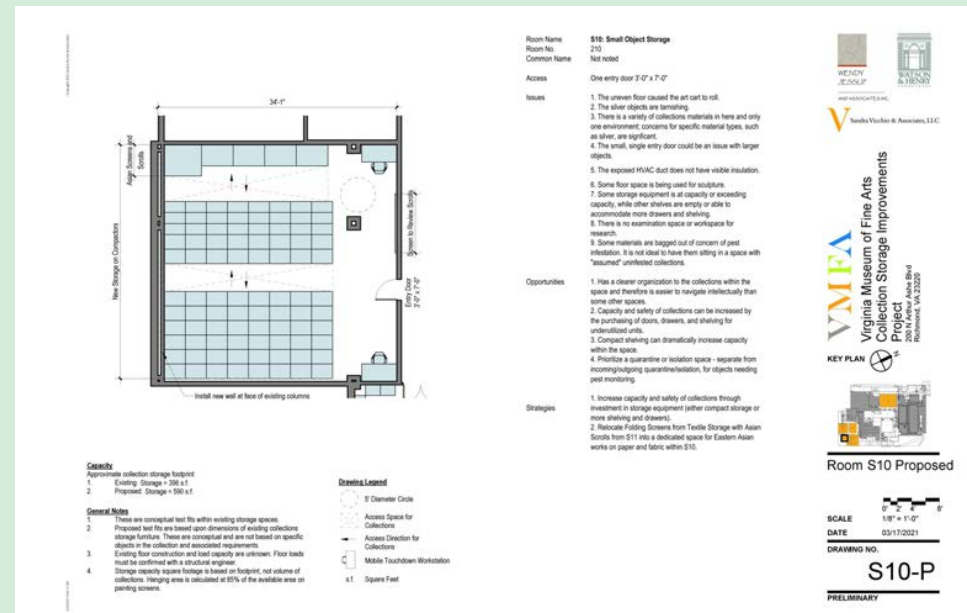 34'-1"
Asian Screens and
Scrolls
New Storage on Compactors
Screen to Review Scrolls
Entry Door
3'-0" x 7'-0"
Install new wall at face of existing columns
Capacity
Approximate collection storage footprint
1. Existing: Storage = 396 s.f.
2. Proposed: Storage = 590 s.f.
General Notes
1. These are conceptual test fits within existing storage spaces.
2. Proposed test fits are based upon dimensions of existing collections
storage furniture. These are conceptual and are not based on specific
objects in the collection and associated requirements.
3. Existing floor construction and load capacity are unknown. Floor loads
must be confirmed with a structural engineer.
4. Storage capacity square footage is based on footprint, not volume of
collections. Hanging area is calculated at 85% of the available area on
painting screens.
Drawing Legend
5' Diameter Circle
Access Space for
Collections
Access Direction for
Collections
Mobile Touchdown Workstation
s.f. Square Feet
Room Name S10: Small Object Storage
Room No. 210
Common Name Not noted
Access One entry door 3'-0" x 7'-0"
Issues 1. The uneven floor caused the art cart to roll.
2. The silver objects are tarnishing.
3. There is a variety of collections materials in here and only
one environment; concerns for specific material types, such
as silver, are signficant.
4. The small, single entry door could be an issue with larger
objects.
5. The exposed HVAC duct does not have visible insulation.
6. Some floor space is being used for sculpture.
7. Some storage equipment is at capacity or exceeding
capacity, while other shelves are empty or able to
accommodate more drawers and shelving.
8. There is no examination space or workspace for
research.
9. Some materials are bagged out of concern of pest
infestation. It is not ideal to have them sitting in a space with
"assumed" uninfested collections.
Opportunities 1. Has a clearer organization to the collections within the
space and therefore is easier to navigate intellectually than
some other spaces.
2. Capacity and safety of collections can be increased by
the purchasing of doors, drawers, and shelving for
underutilized units.
3. Compact shelving can dramatically increase capacity
within the space.
4. Prioritize a quarantine or isolation space - separate from
incoming/outgoing quarantine/isolation, for objects needing
pest monitoring.
Strategies 1. Increase capacity and safety of collections through
investment in storage equipment (either compact storage or
more shelving and drawers).
2. Relocate Folding Screens from Textile Storage with Asian
Scrolls from S11 into a dedicated space for Eastern Asian
works on paper and fabric within S10.
WENDY
JESSUP
AND ASSOCIATES, INC.
WATSON
& HENRY
V Sandra Vicchio & Associates, LLC
VMFA
Virginia Museum of Fine Arts
Collection Storage Improvements
Project
200 N Arthur Ashe Blvd
Richmond, VA 23220
KEY PLAN
N
Room S10 Proposed
0' 2' 4' 8'
SCALE 1/8" = 1'-0"
DATE 03/17/2021
DRAWING NO.
S10-P
PRELIMINARY